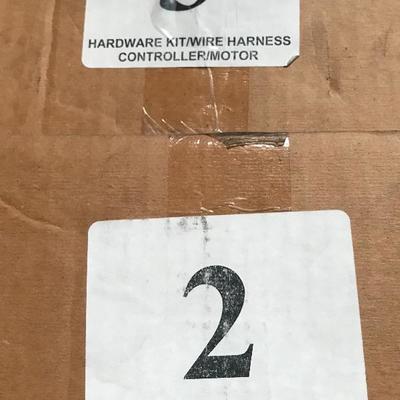 HARDWARE KIT/WIRE HARNESS
CONTROLLER/MOTOR
2